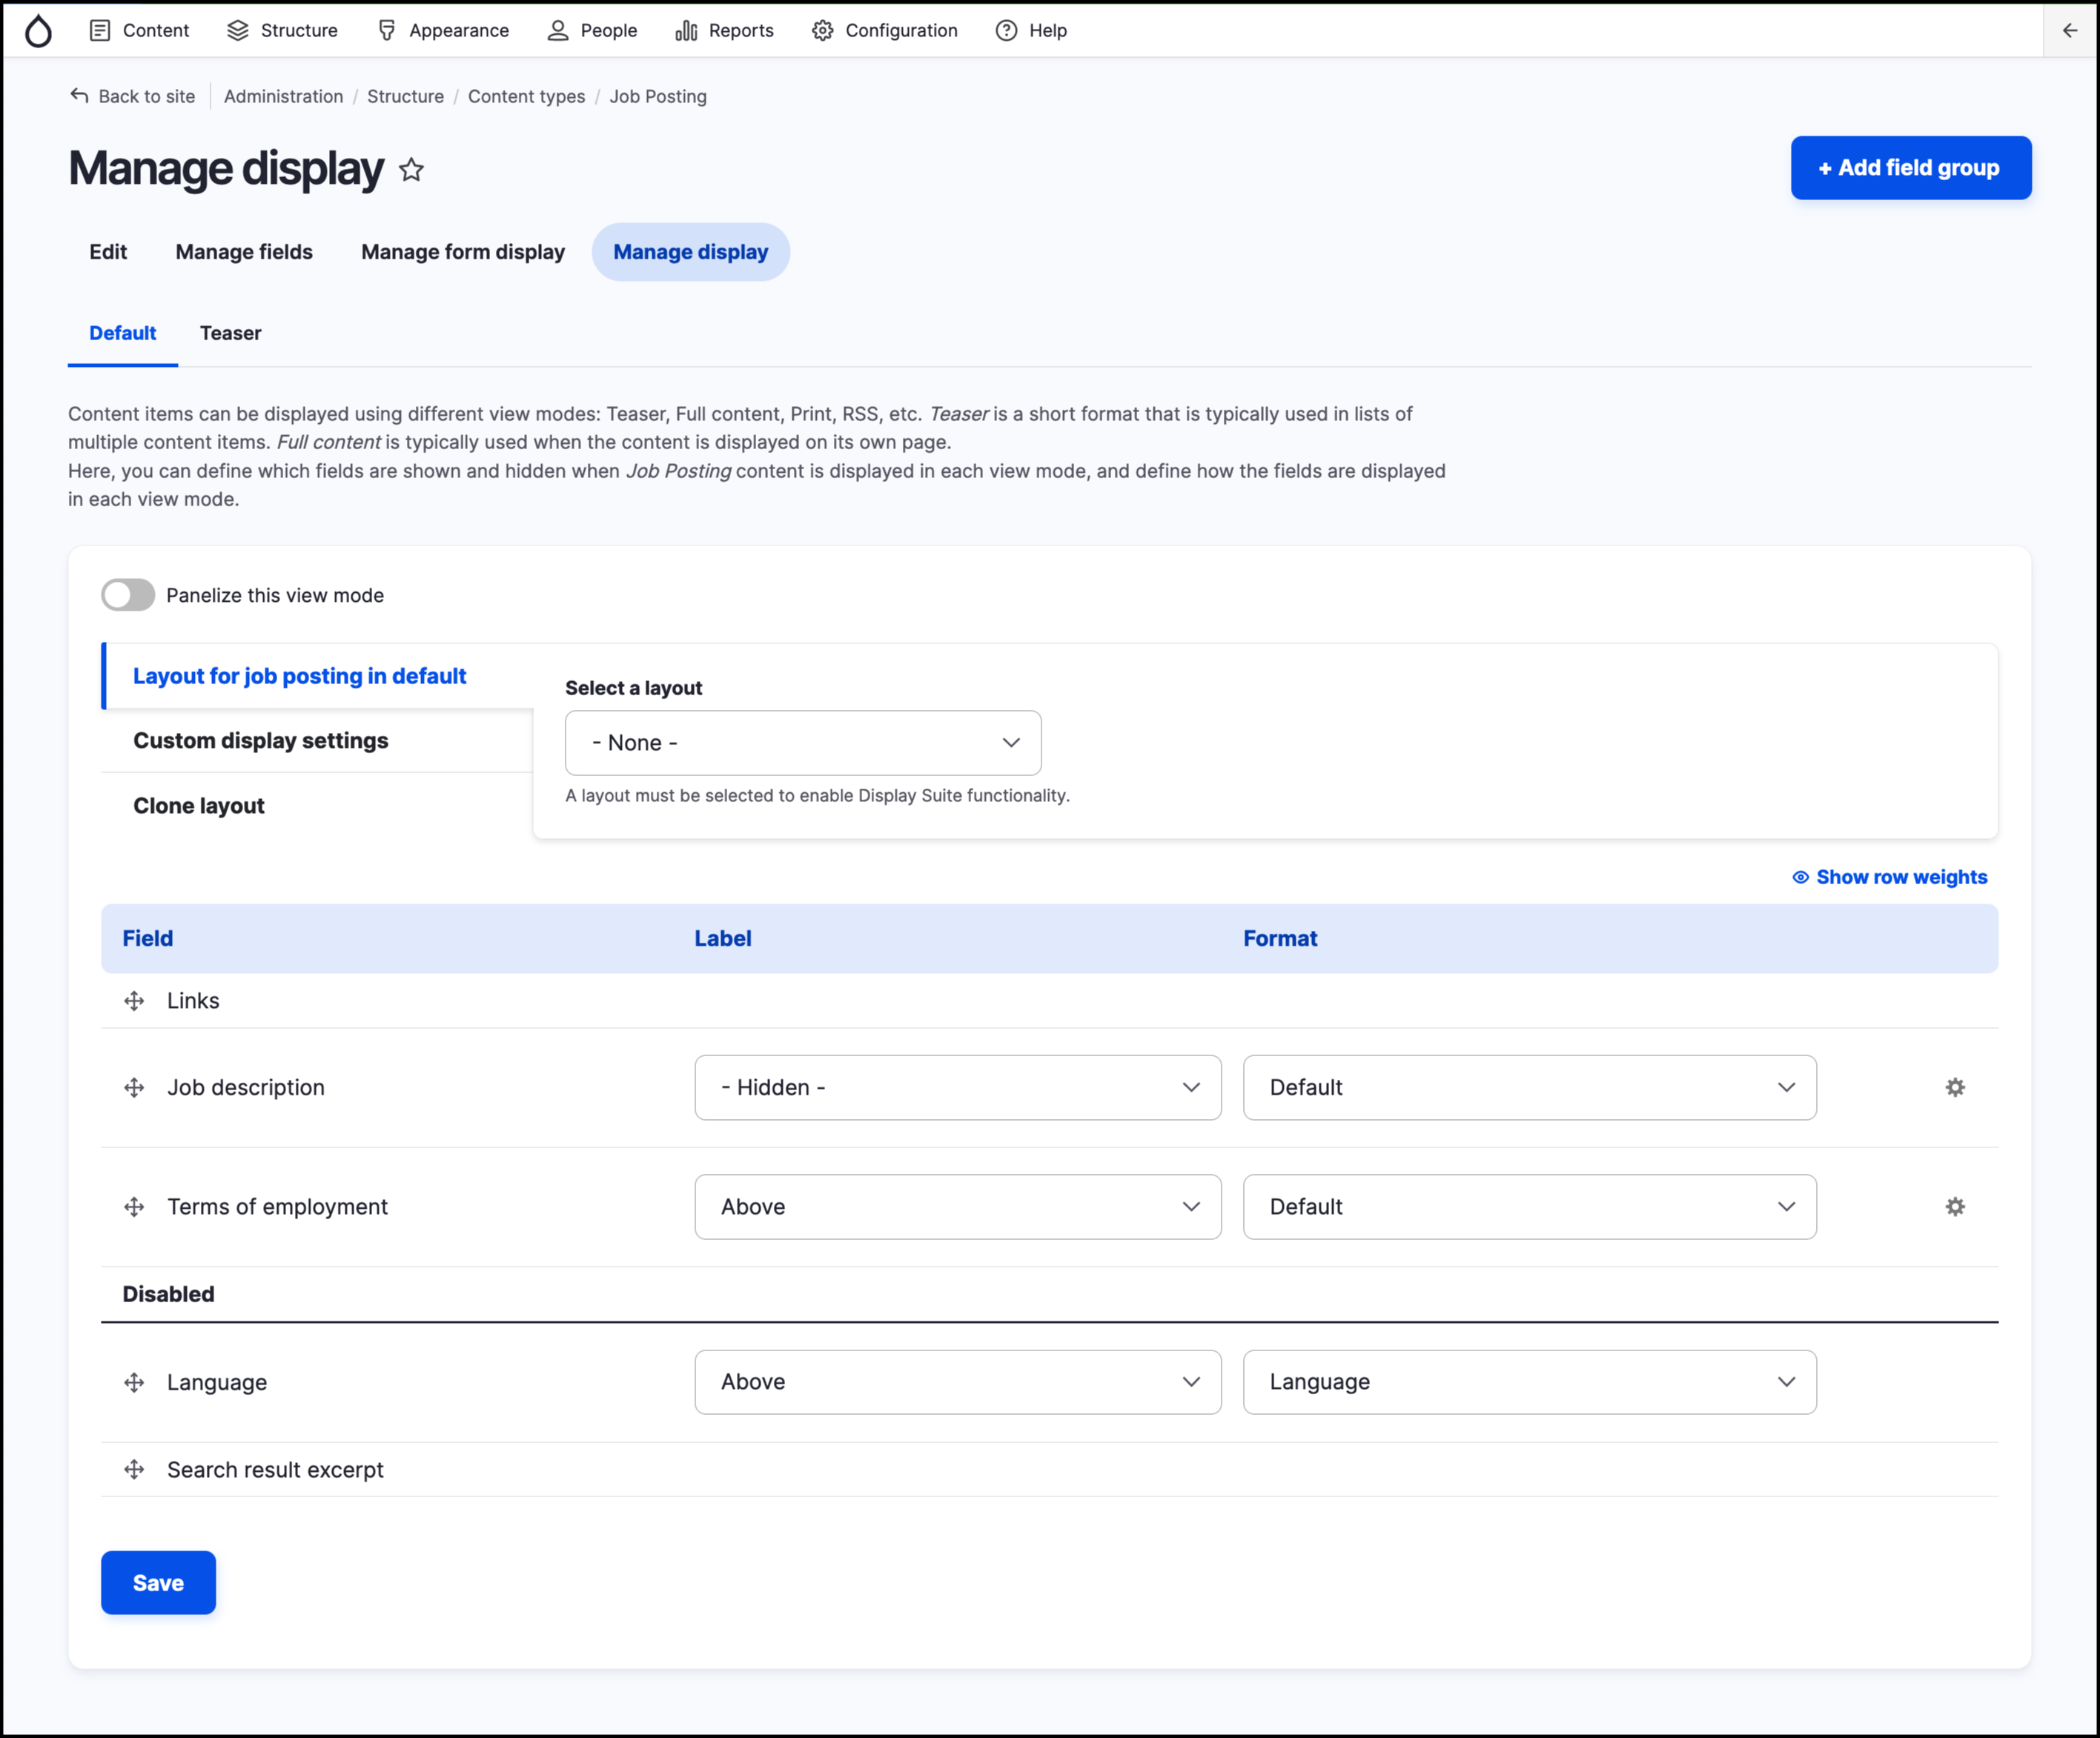 Content Structure Appearance People Reports Configuration Help
Back to site Administration / Structure / Content types / Job Posting
Manage display
+ Add field group
Edit Manage fields Manage form display Manage display
Default Teaser
Content items can be displayed using different view modes: Teaser, Full content, Print, RSS, etc. Teaser is a short format that is typically used in lists of
multiple content items. Full content is typically used when the content is displayed on its own page.
Here, you can define which fields are shown and hidden when Job Posting content is displayed in each view mode, and define how the fields are displayed
in each view mode.
Panelize this view mode
Layout for job posting in default
Custom display settings
Clone layout
Select a layout
- None -
A layout must be selected to enable Display Suite functionality.
Show row weights
Field Label Format
Links
Job description - Hidden - Default
Terms of employment Above Default
Disabled
Language Above Language
Search result excerpt
Save